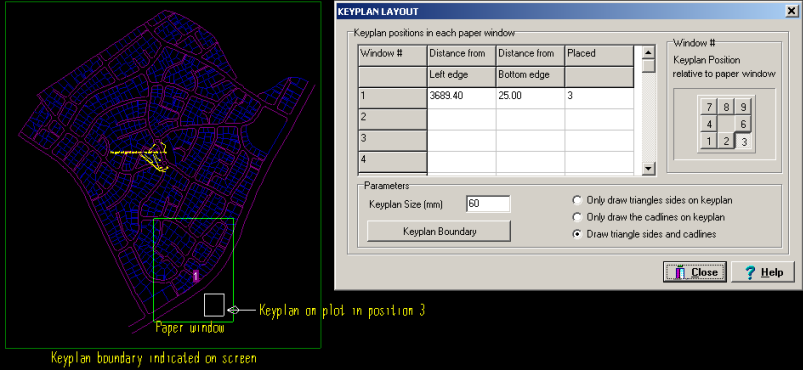 KEYPLAN LAYOUT
Keyplan positions in each paper window
Window # Distance from Distance from Placed
Left edge Bottom edge
1 3689.40 25.00 3
2
3
4
Window #
Keyplan Position
relative to paper window
7 8 9
4 6
1 2 3
Parameters
Keyplan Size (mm) 60
Keyplan Boundary
Only draw triangles sides on keyplan
Only draw the cadlines on keyplan
Draw triangle sides and cadlines
Close Help
1
Keyplan on plot in position 3
Paper window
Keyplan boundary indicated on screen